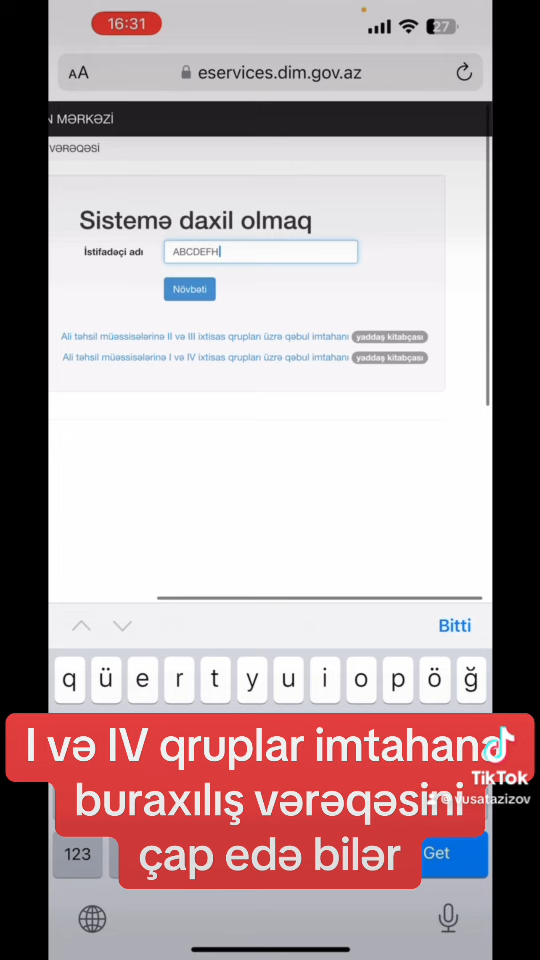 16:31
27
AA
eservices.dim.gov.az
N MƏRKƏZİ
VƏRƏQƏSİ
Sistemə daxil olmaq
İstifadəçi adı
ABCDEFH
Növbəti
Ali təhsil müəssisələrinə II və III ixtisas qrupları üzrə qəbul imtahanı yaddaş kitabçası
Ali təhsil müəssisələrinə I və IV ixtisas qrupları üzrə qəbul imtahanı yaddaş kitabçası
Bitti
q ü e r t y u i o p ö ğ
I və IV qruplar imtahana
buraxılış vərəqəsini
çap edə bilər
TikTok
@vusatazizov
123
Get